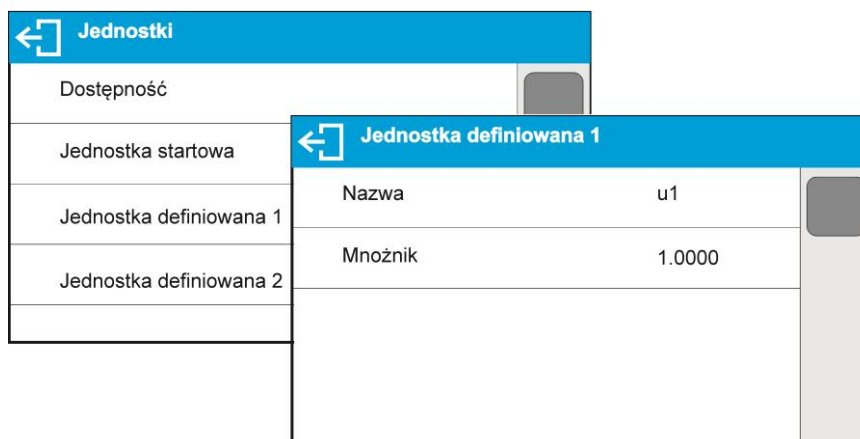 Jednostki
Dostępność
Jednostka startowa
Jednostka definiowana 1
Jednostka definiowana 2
Jednostka definiowana 1
Nazwa u1
Mnożnik 1.0000